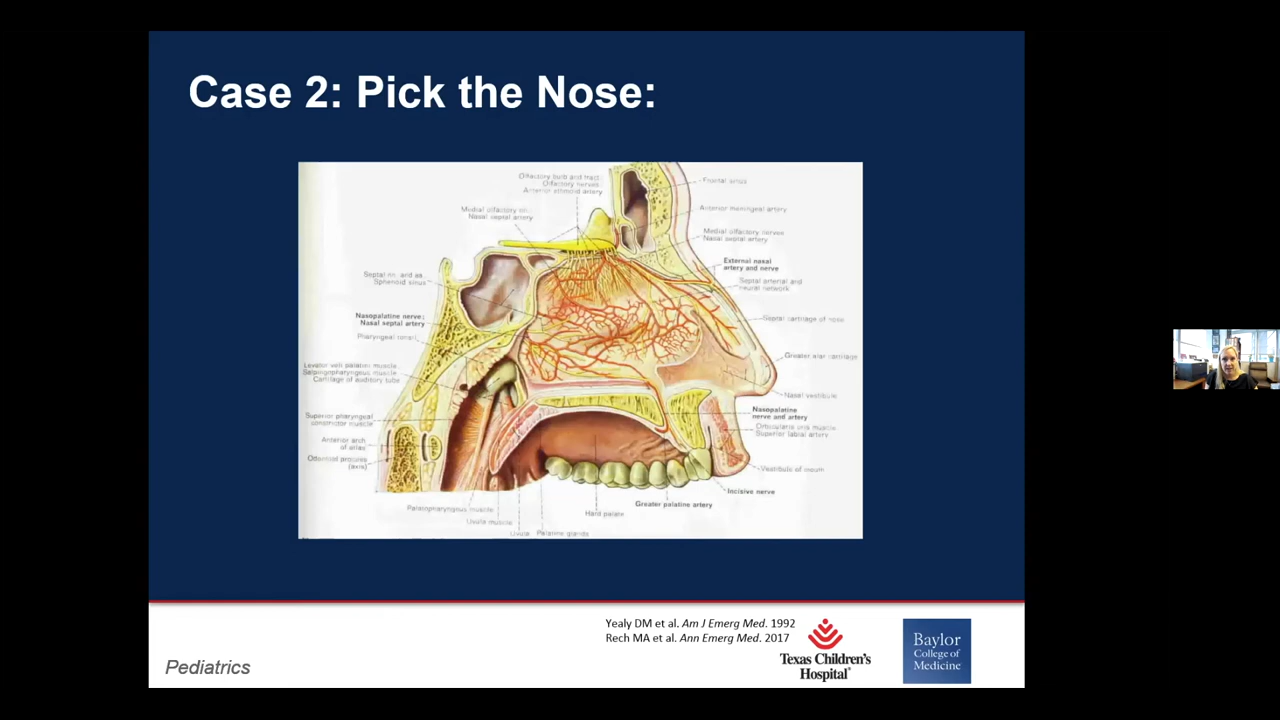 Case 2: Pick the Nose:
Olfactory bulb and tract
Olfactory nerves
Anterior ethmoid artery
Frontal sinus
Medial olfactory nn.
Nasal septal artery
Anterior meningeal artery
Medial olfactory nerves
Nasal septal artery
External nasal
artery and nerve
Septal nn. and aa.
Sphenoid sinus
Septal arterial and
neural network
Nasopalatine nerve;
Nasal septal artery
Septal cartilage of nose
Pharyngeal tonsil
Greater alar cartilage
Levator veli palatini muscle
Salpingopharyngeus muscle
Cartilage of auditory tube
Nasal vestibule
Superior pharyngeal
constrictor muscle
Nasopalatine
nerve and artery
Orbicularis oris muscle
Superior labial artery
Anterior arch
of atlas
Odontoid process
(axis)
Vestibule of mouth
Incisive nerve
Greater palatine artery
Palatopharyngeus muscle
Hard palate
Uvula muscle
Uvula
Palatine glands
Yealy DM et al. Am J Emerg Med. 1992
Rech MA et al. Ann Emerg Med. 2017
Pediatrics
Texas Children's
Hospital®
Baylor
College of
Medicine